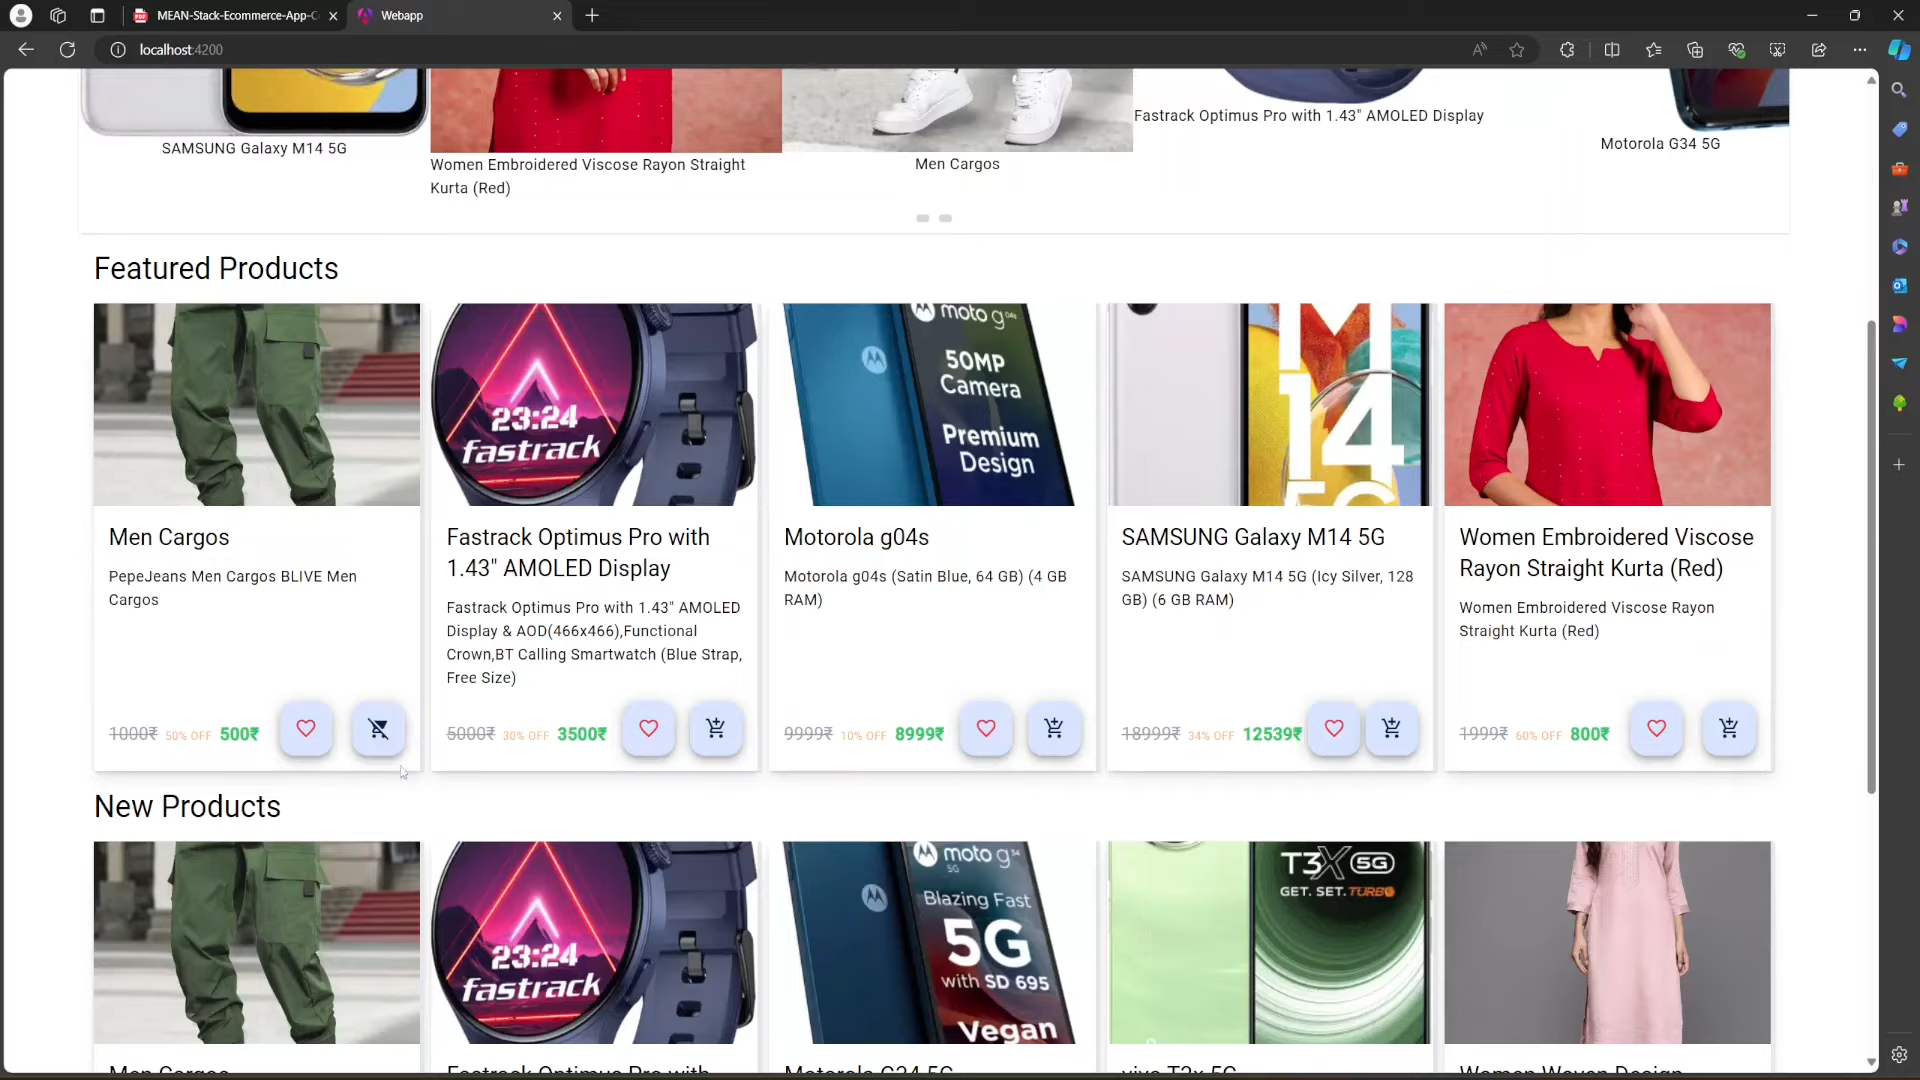 MEAN-Stack-Ecommerce-App-C
Webapp
localhost:4200
SAMSUNG Galaxy M14 5G
Women Embroidered Viscose Rayon Straight
Kurta (Red)
Men Cargos
Fastrack Optimus Pro with 1.43" AMOLED Display
Motorola G34 5G
Featured Products
23:24
fastrack
moto g04s
50MP
Camera
Premium
Design
M
14
5G
Men Cargos
PepeJeans Men Cargos BLIVE Men
Cargos
1000₹ 50% OFF 500₹
Fastrack Optimus Pro with
1.43" AMOLED Display
Fastrack Optimus Pro with 1.43" AMOLED
Display & AOD(466x466),Functional
Crown,BT Calling Smartwatch (Blue Strap,
Free Size)
5000₹ 30% OFF 3500₹
Motorola g04s
Motorola g04s (Satin Blue, 64 GB) (4 GB
RAM)
9999₹ 10% OFF 8999₹
SAMSUNG Galaxy M14 5G
SAMSUNG Galaxy M14 5G (Icy Silver, 128
GB) (6 GB RAM)
18999₹ 34% OFF 12539₹
Women Embroidered Viscose
Rayon Straight Kurta (Red)
Women Embroidered Viscose Rayon
Straight Kurta (Red)
1999₹ 60% OFF 800₹
New Products
23:24
fastrack
moto g34
5G
Blazing Fast
5G
with SD 695
Vegan
T3X 5G
GET. SET. TURBO
Men Cargos
Fastrack Optimus Pro with
Motorola G34 5G
vivo T3x 5G
Women Woven Design